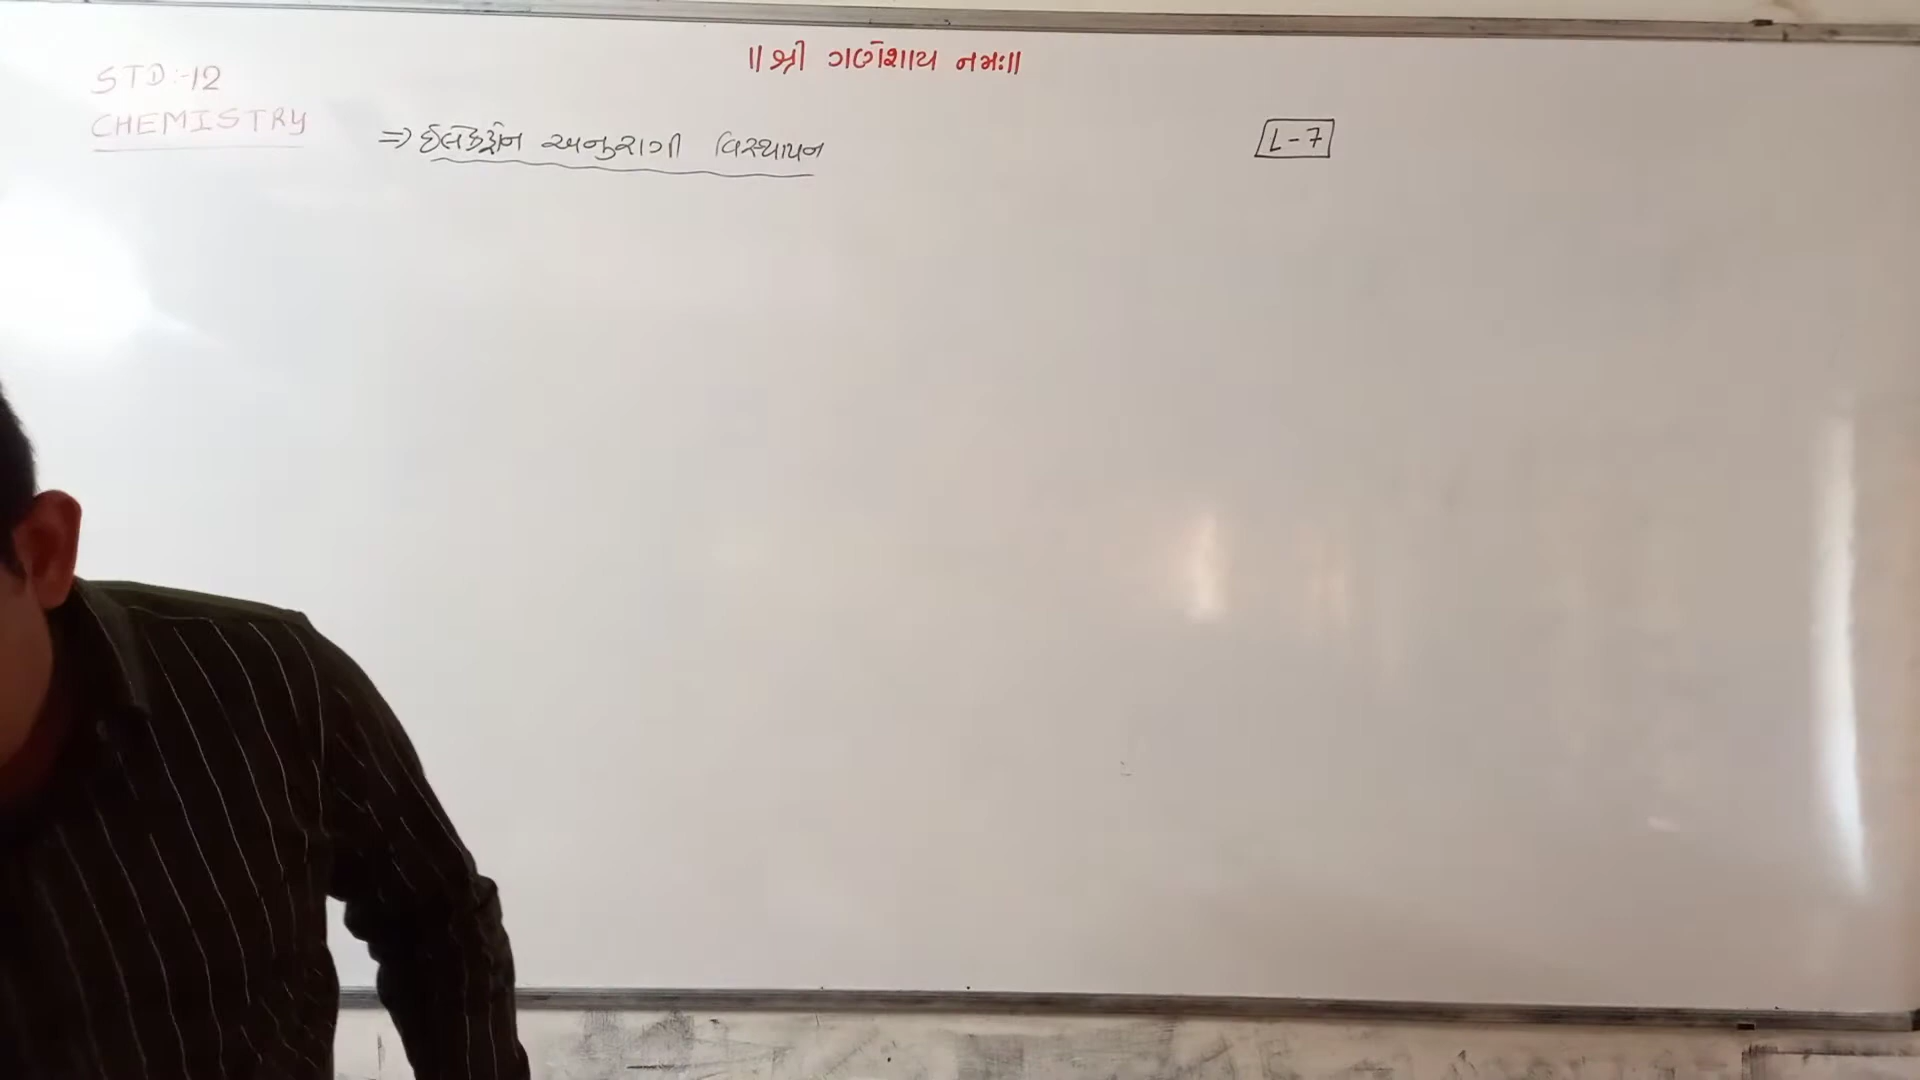 ॥ શ્રી ગણેશાય નમઃ॥
STD:-12
CHEMISTRY
⇒ ઈલેક્ટ્રોન અનુરાગી વિસ્થાપન
L-7